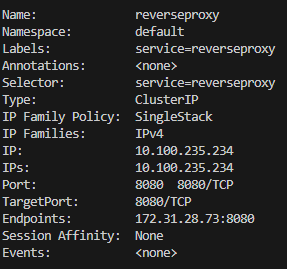 Name: reverseproxy
Namespace: default
Labels: service=reverseproxy
Annotations: <none>
Selector: service=reverseproxy
Type: ClusterIP
IP Family Policy: SingleStack
IP Families: IPv4
IP: 10.100.235.234
IPs: 10.100.235.234
Port: 8080 8080/TCP
TargetPort: 8080/TCP
Endpoints: 172.31.28.73:8080
Session Affinity: None
Events: <none>